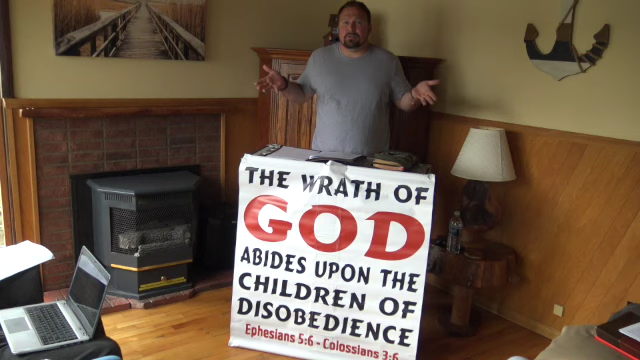 THE WRATH OF
GOD
ABIDES UPON THE
CHILDREN OF
DISOBEDIENCE
Ephesians 5:6 - Colossians 3:6